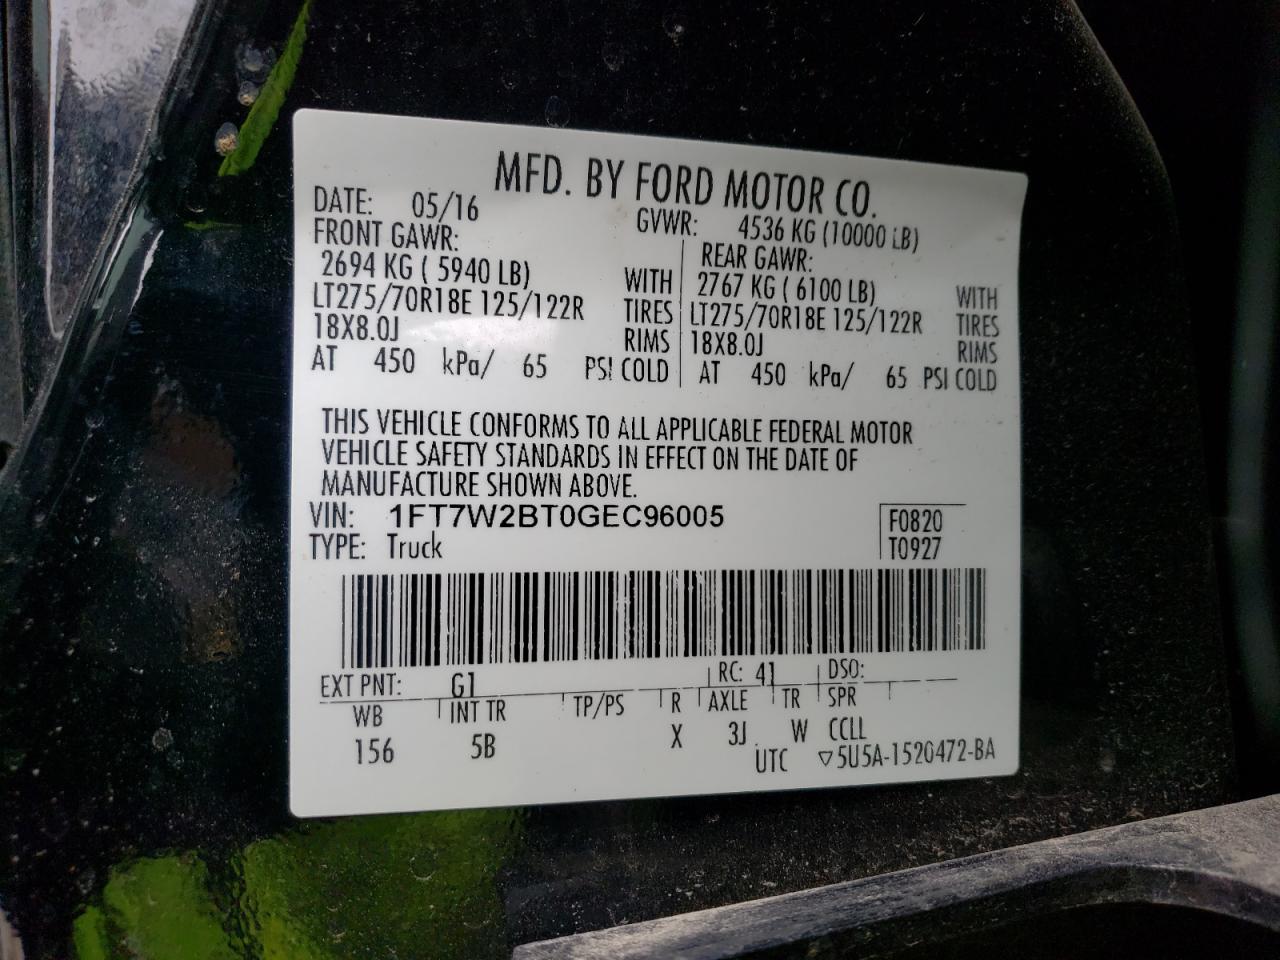 MFD. BY FORD MOTOR CO.
DATE: 05/16 GVWR: 4536 KG (10000 LB)
FRONT GAWR: REAR GAWR:
2694 KG ( 5940 LB) WITH 2767 KG ( 6100 LB) WITH
LT275/70R18E 125/122R TIRES LT275/70R18E 125/122R TIRES
18X8.0J RIMS 18X8.0J RIMS
AT 450 kPa/ 65 PSI COLD AT 450 kPa/ 65 PSI COLD
THIS VEHICLE CONFORMS TO ALL APPLICABLE FEDERAL MOTOR
VEHICLE SAFETY STANDARDS IN EFFECT ON THE DATE OF
MANUFACTURE SHOWN ABOVE.
VIN: 1FT7W2BT0GEC96005 F0820
TYPE: Truck T0927
EXT PNT: G1 RC: 41 DSO:
WB INT TR TP/PS R AXLE TR SPR
156 5B X 3J W CCLL
UTC ▽5U5A-1520472-BA